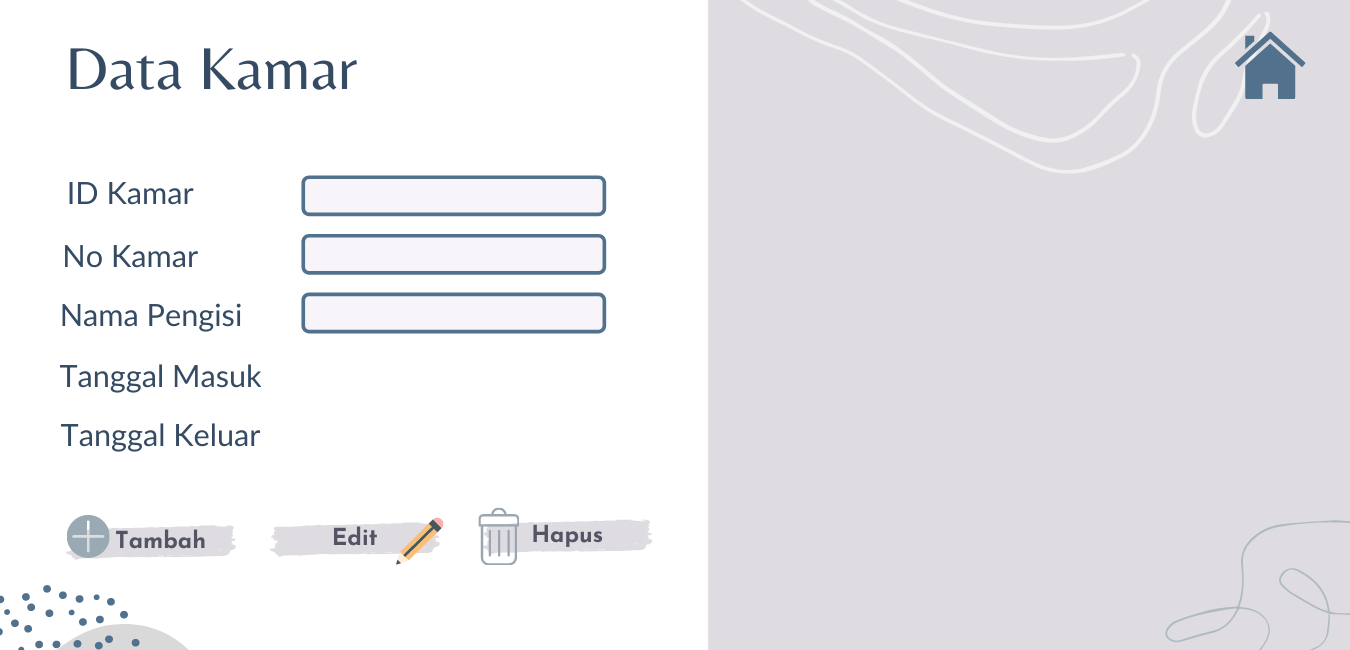 Data Kamar
ID Kamar
No Kamar
Nama Pengisi
Tanggal Masuk
Tanggal Keluar
Tambah
Edit
Hapus